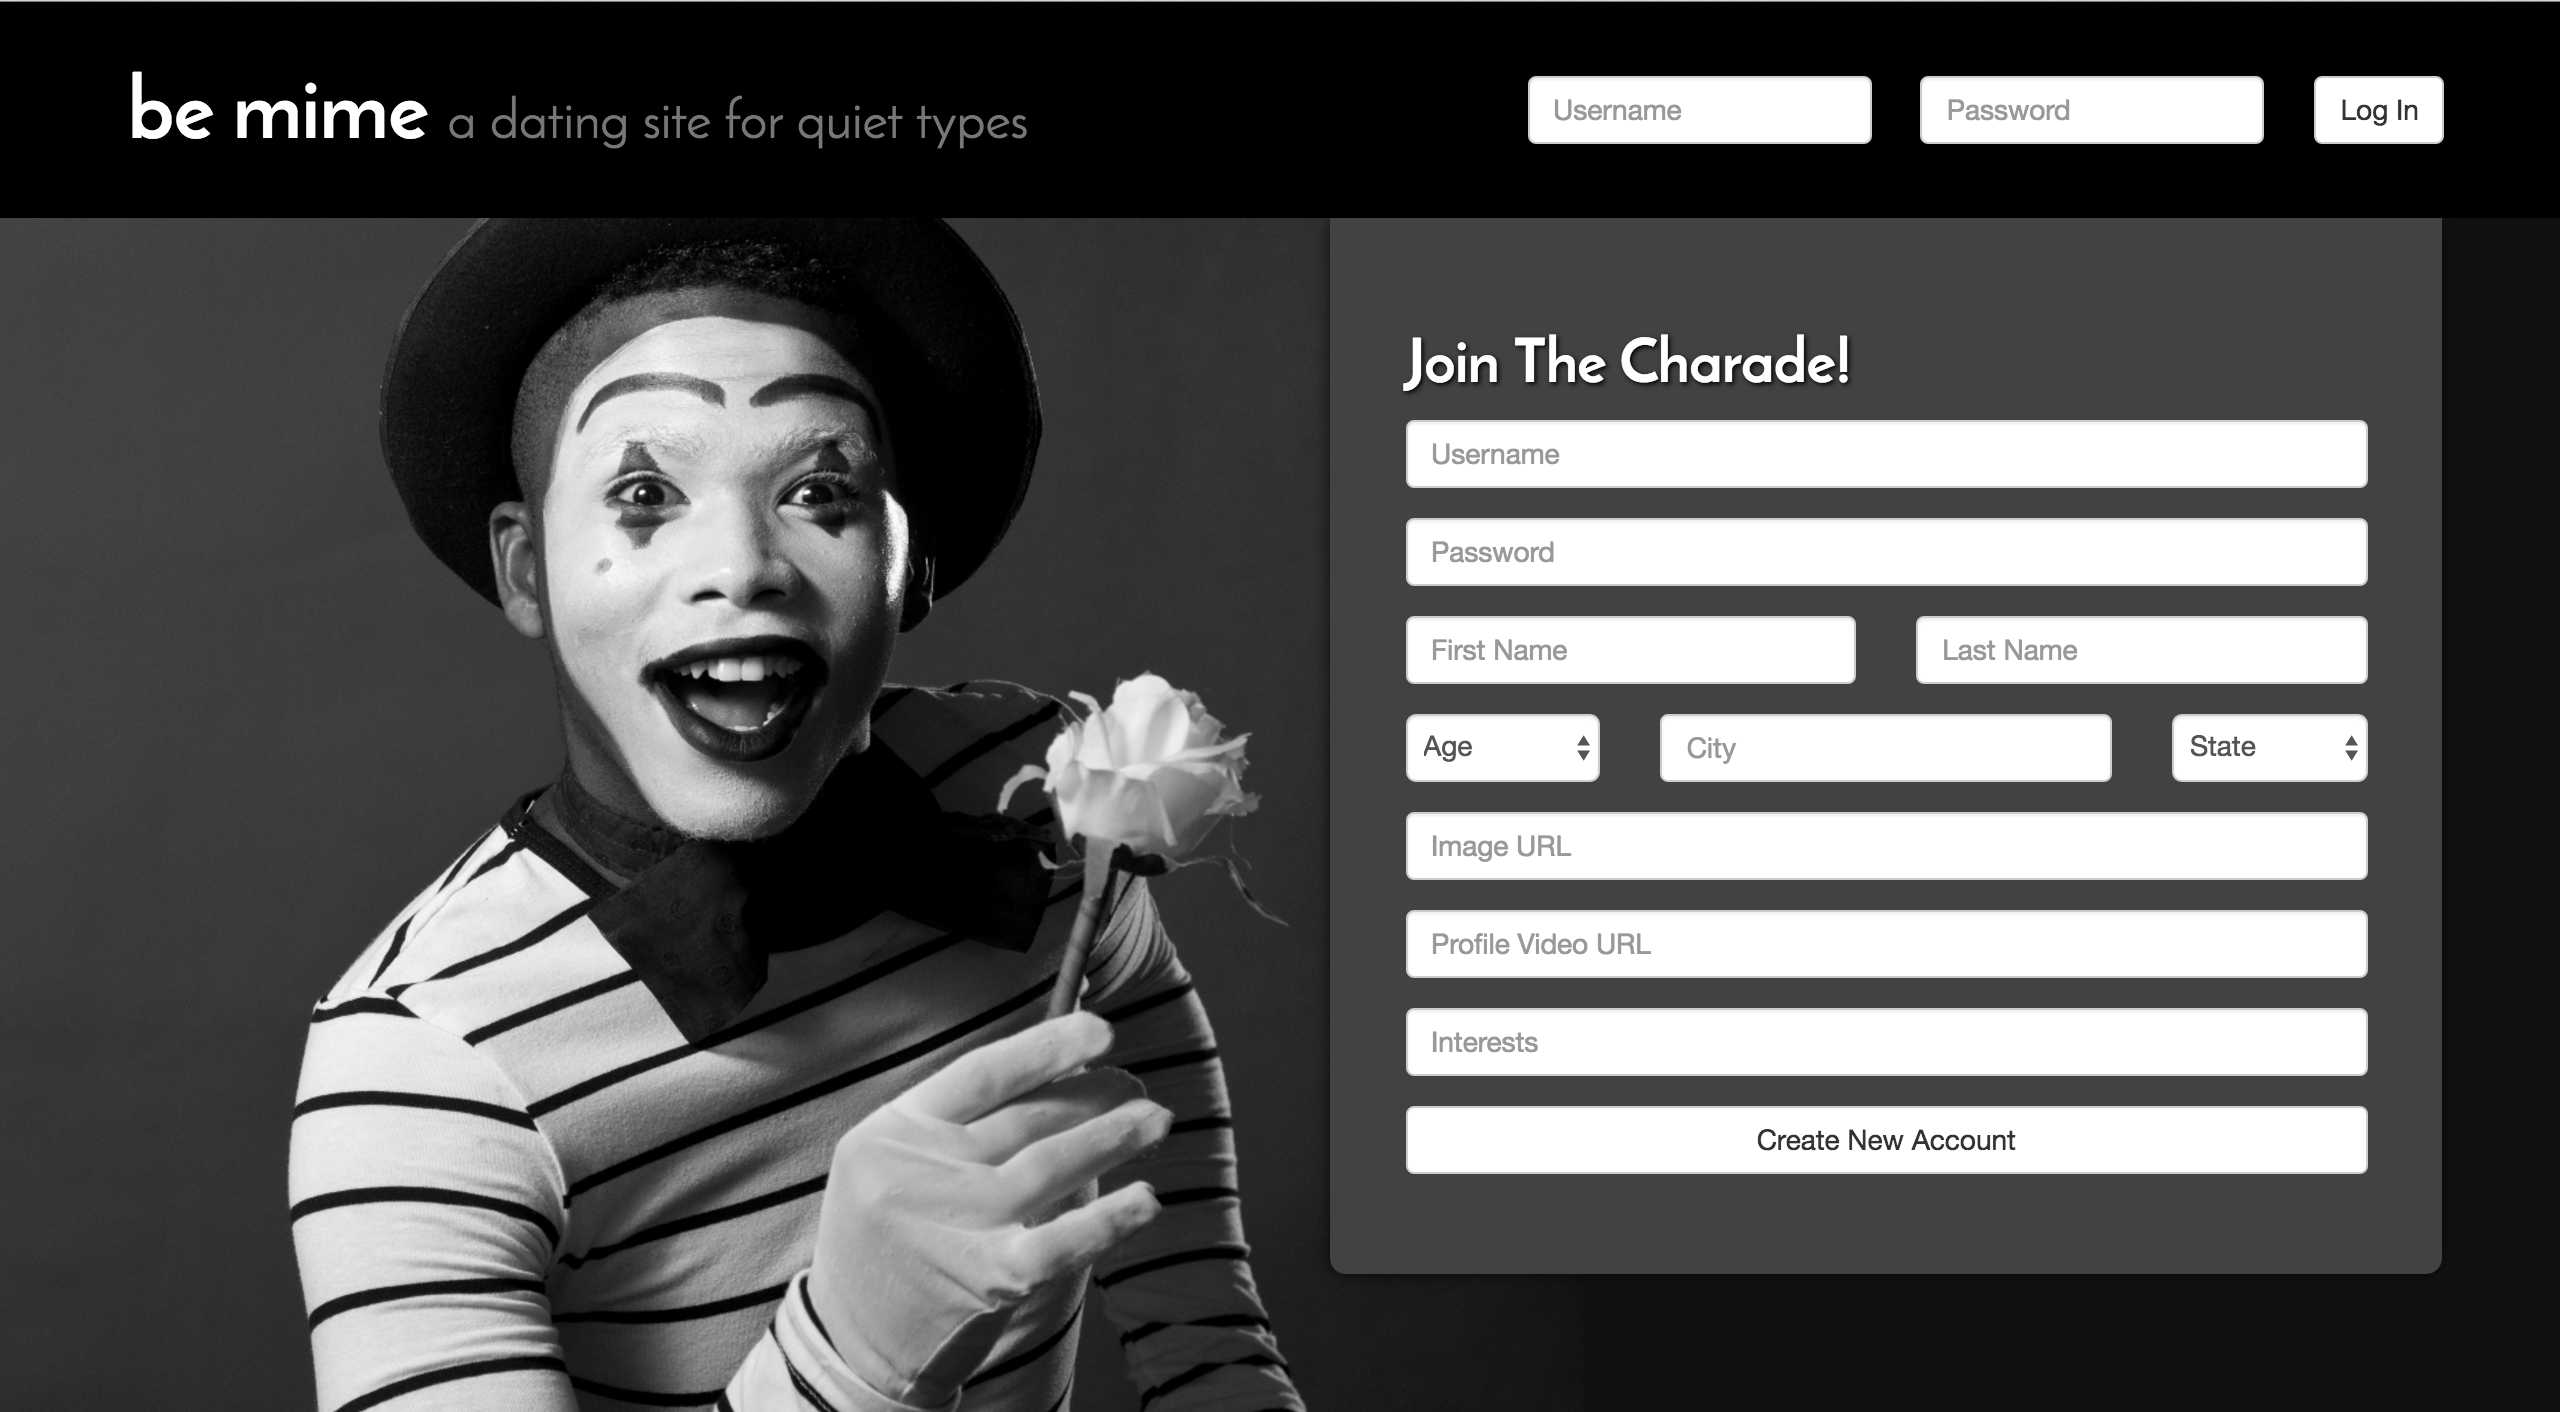 be mime a dating site for quiet types
Username Password Log In
Join The Charade!
Username
Password
First Name Last Name
Age City State
Image URL
Profile Video URL
Interests
Create New Account